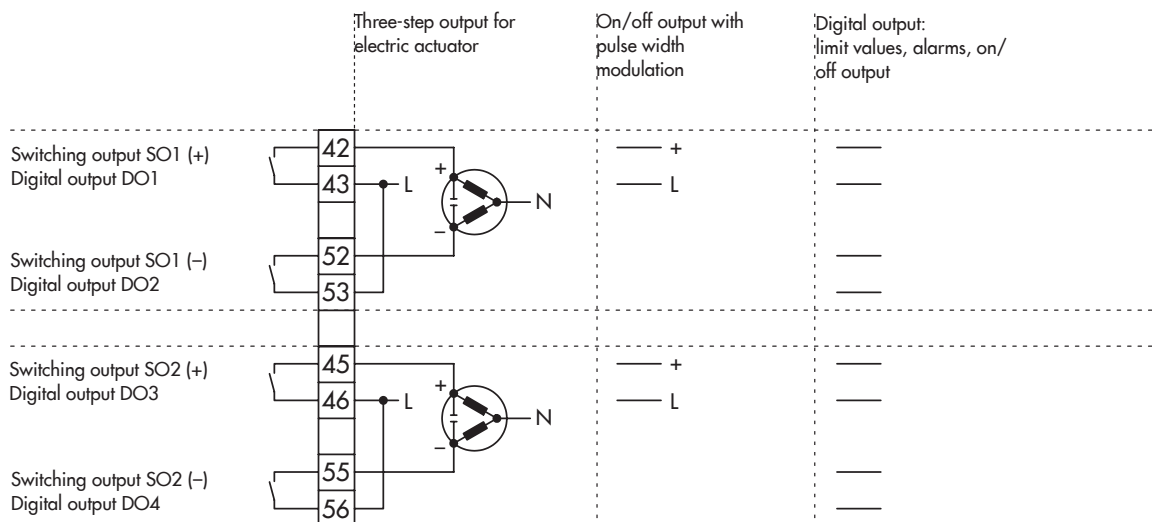 Three-step output for
electric actuator
On/off output with
pulse width
modulation
Digital output:
limit values, alarms, on/
off output
Switching output SO1 (+)
Digital output DO1
42
43
L
+
–
N
+
L
Switching output SO1 (–)
Digital output DO2
52
53
Switching output SO2 (+)
Digital output DO3
45
46
L
+
–
N
+
L
Switching output SO2 (–)
Digital output DO4
55
56